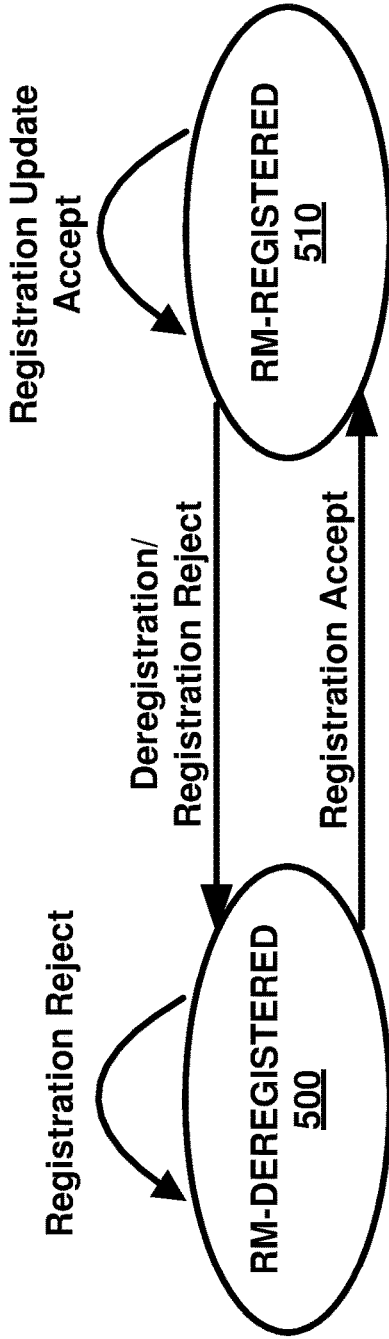 Registration Reject
RM-DEREGISTERED
500
Deregistration/
Registration Reject
Registration Accept
Registration Update
Accept
RM-REGISTERED
510